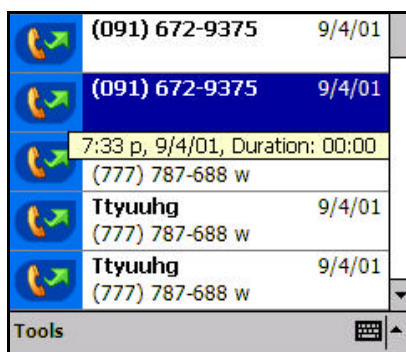 (091) 672-9375 9/4/01
(091) 672-9375 9/4/01
7:33 p, 9/4/01, Duration: 00:00
(777) 787-688 w
Ttyuuhg 9/4/01
(777) 787-688 w
Ttyuuhg 9/4/01
(777) 787-688 w
Tools